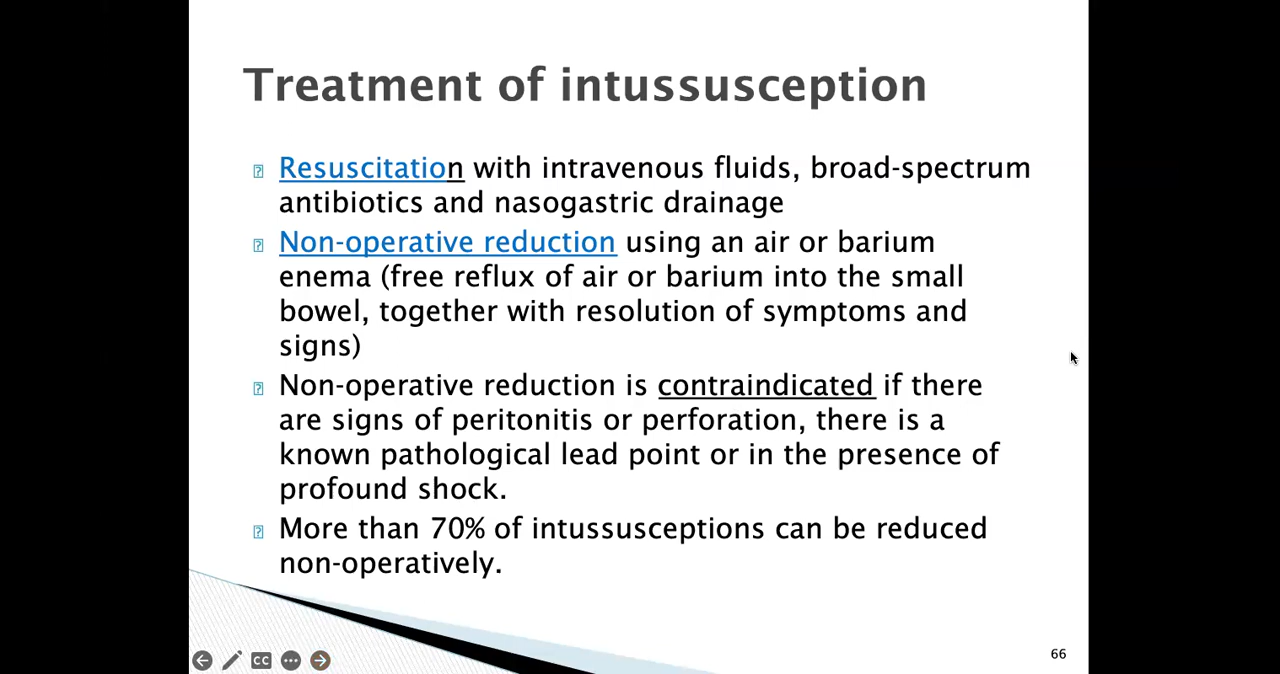 Treatment of intussusception
Resuscitation with intravenous fluids, broad-spectrum
antibiotics and nasogastric drainage
Non-operative reduction using an air or barium
enema (free reflux of air or barium into the small
bowel, together with resolution of symptoms and
signs)
Non-operative reduction is contraindicated if there
are signs of peritonitis or perforation, there is a
known pathological lead point or in the presence of
profound shock.
More than 70% of intussusceptions can be reduced
non-operatively.
CC
66